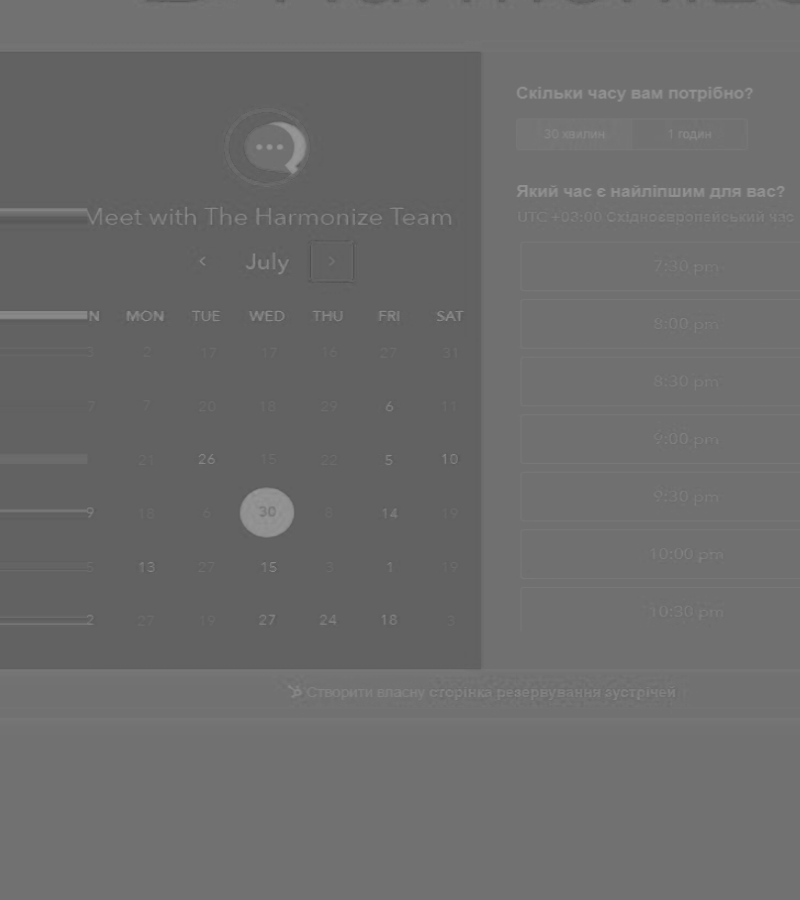 Meet with The Harmonize Team
July
N MON TUE WED THU FRI SAT
3 2 17 17 16 27 31
7 7 20 18 29 6 11
21 26 15 22 5 10
9 18 6 30 8 14 19
5 13 27 15 3 1 19
2 27 19 27 24 18 3
Скільки часу вам потрібно?
30 хвилин 1 годин
Який час є найліпшим для вас?
UTC +03:00 Східноєвропейський час
7:30 pm
8:00 pm
8:30 pm
9:00 pm
9:30 pm
10:00 pm
10:30 pm
Створити власну сторінка резервування зустрічей